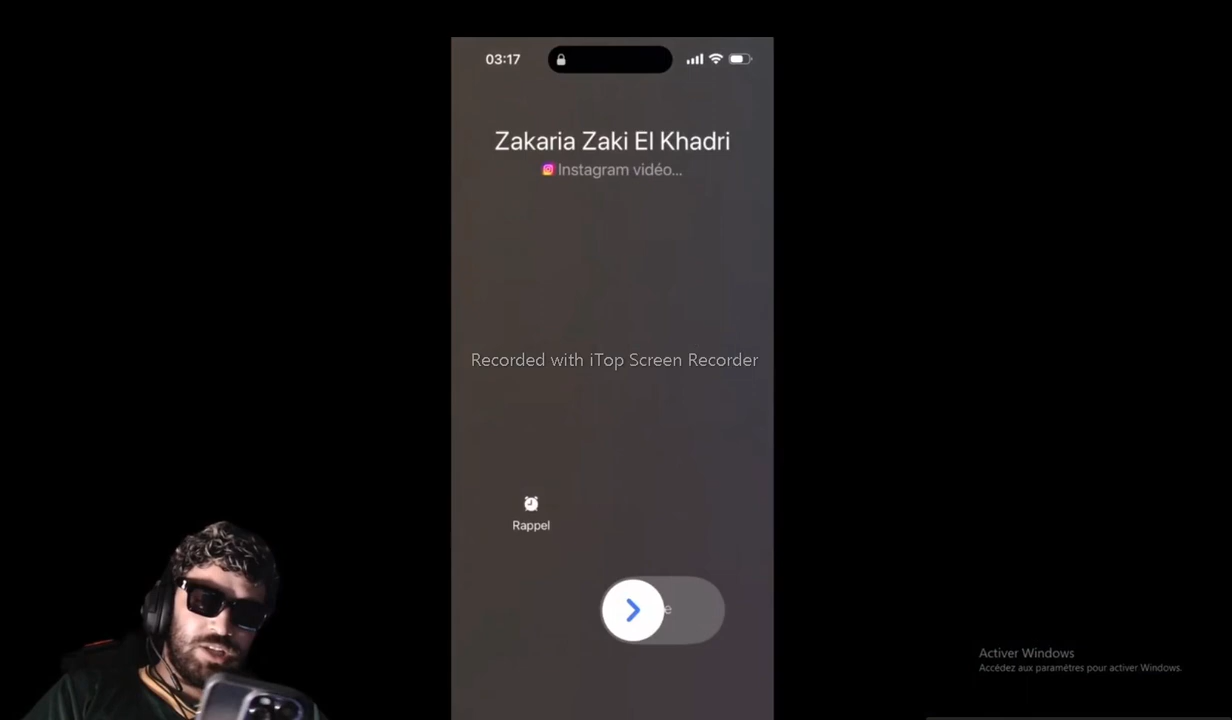 03:17
Zakaria Zaki El Khadri
Instagram vidéo...
Recorded with iTop Screen Recorder
Rappel
Activer Windows
Accédez aux paramètres pour activer Windows.